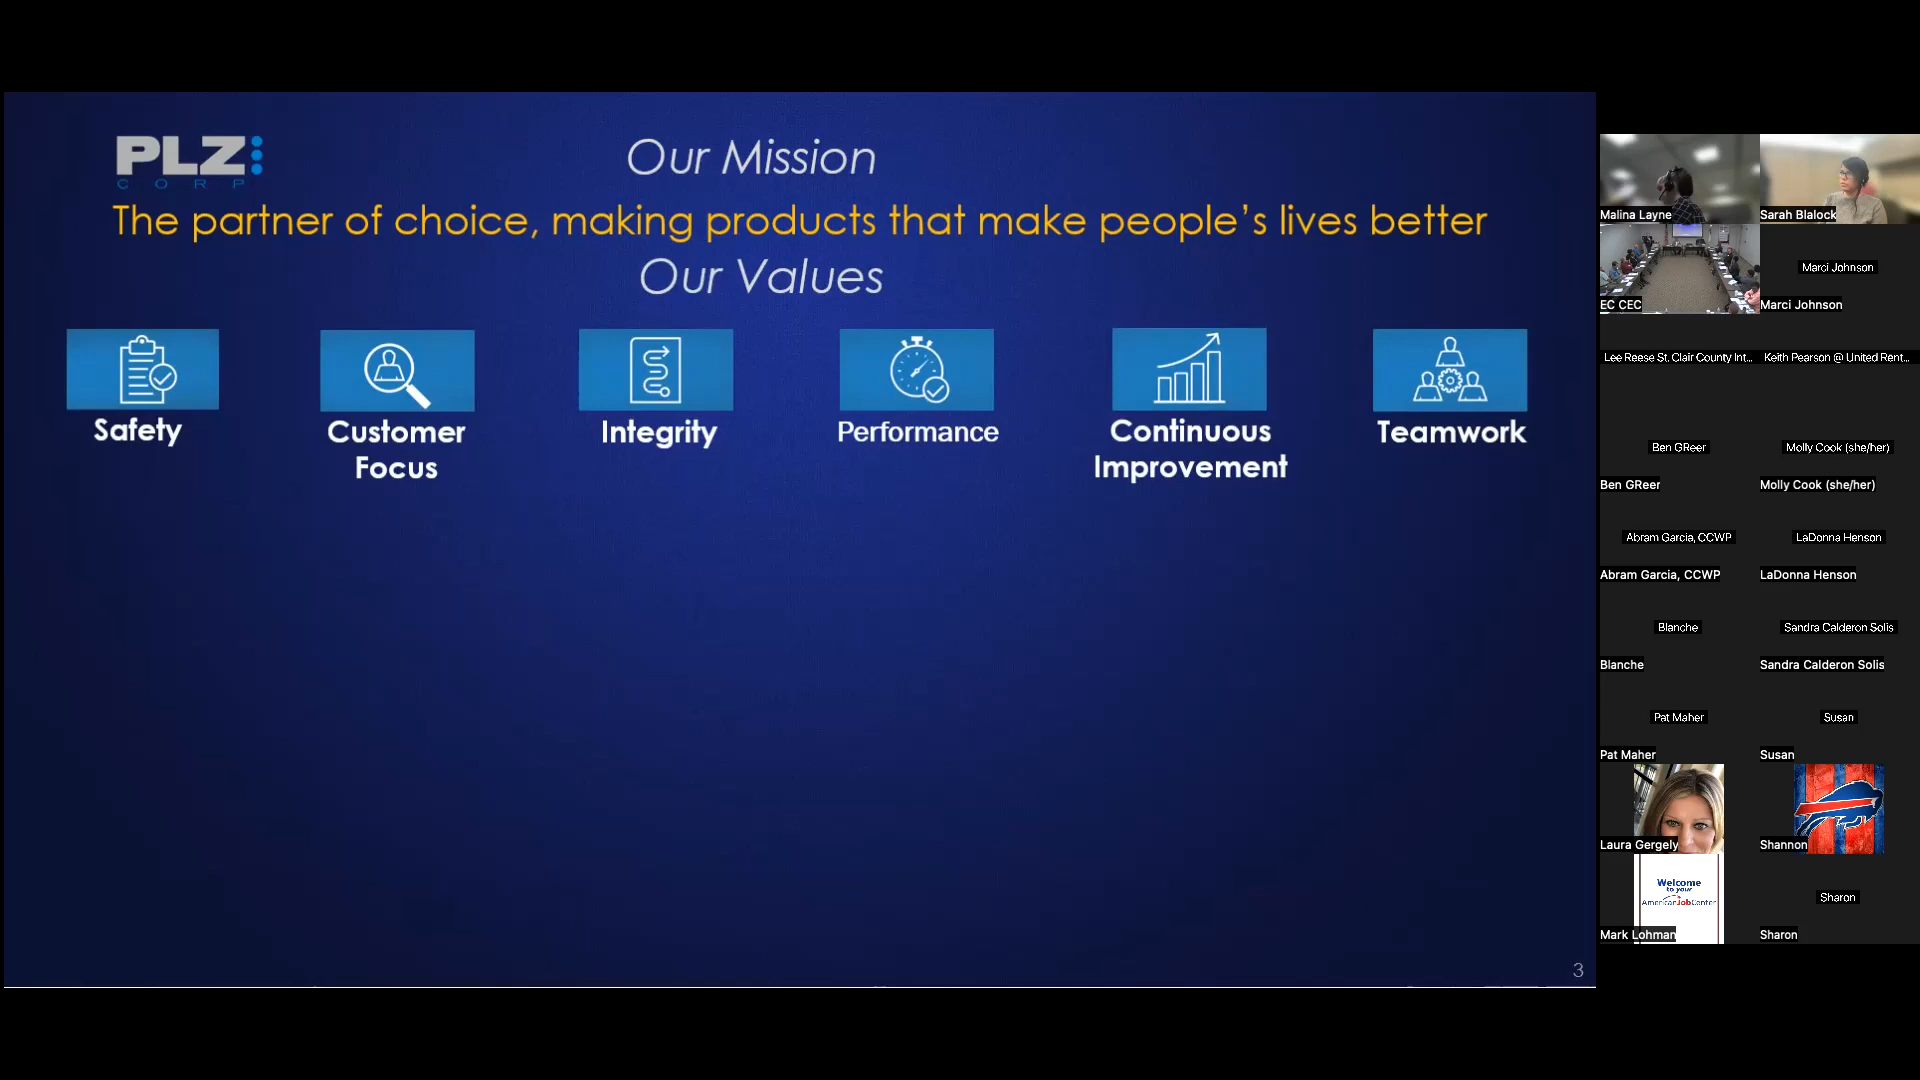 PLZ
CORP
Our Mission
The partner of choice, making products that make people's lives better
Our Values
Safety
Customer
Focus
Integrity
Performance
Continuous
Improvement
Teamwork
3
Malina Layne
Sarah Blalock
EC CEC
Marci Johnson
Marci Johnson
Lee Reese St. Clair County Int...
Keith Pearson @ United Rent...
Ben GReer
Ben GReer
Molly Cook (she/her)
Molly Cook (she/her)
Abram Garcia, CCWP
Abram Garcia, CCWP
LaDonna Henson
LaDonna Henson
Blanche
Blanche
Sandra Calderon Solis
Sandra Calderon Solis
Pat Maher
Pat Maher
Susan
Susan
Laura Gergely
Shannon
Welcome
to your
AmericanJobCenter
Mark Lohman
Sharon
Sharon